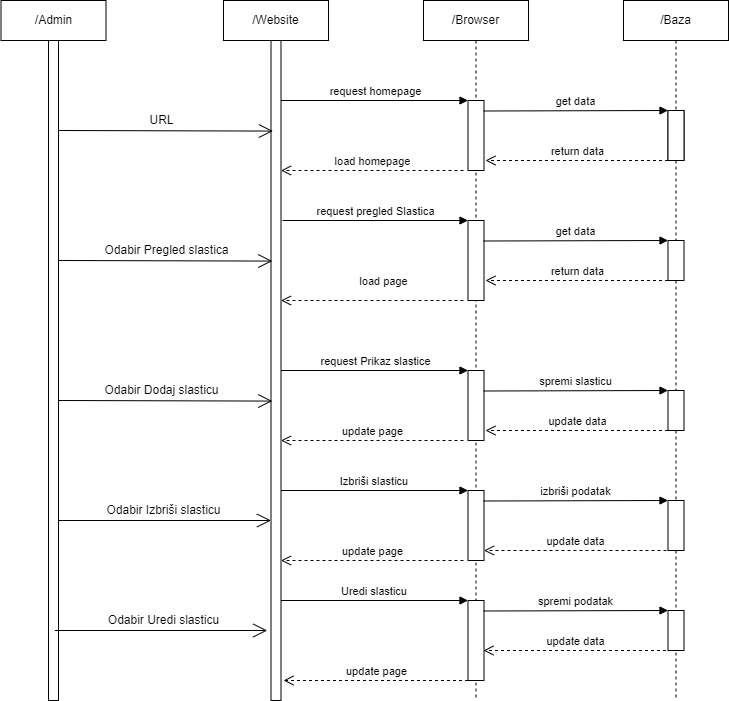 /Admin
/Website
/Browser
/Baza
request homepage
get data
URL
return data
load homepage
request pregled Slastica
get data
Odabir Pregled slastica
return data
load page
request Prikaz slastice
spremi slasticu
Odabir Dodaj slasticu
update data
update page
Izbriši slasticu
izbriši podatak
Odabir Izbriši slasticu
update data
update page
Uredi slasticu
spremi podatak
Odabir Uredi slasticu
update data
update page